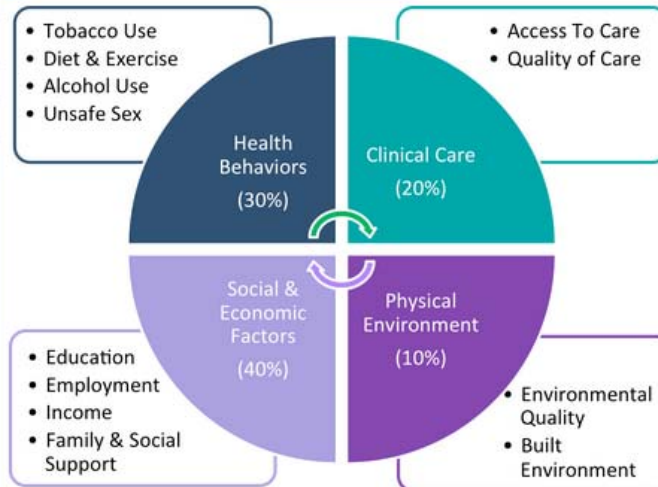 • Tobacco Use
• Diet & Exercise
• Alcohol Use
• Unsafe Sex
• Access To Care
• Quality of Care
Health
Behaviors
(30%)
Clinical Care
(20%)
Social &
Economic
Factors
(40%)
Physical
Environment
(10%)
• Education
• Employment
• Income
• Family & Social
Support
• Environmental
Quality
• Built
Environment